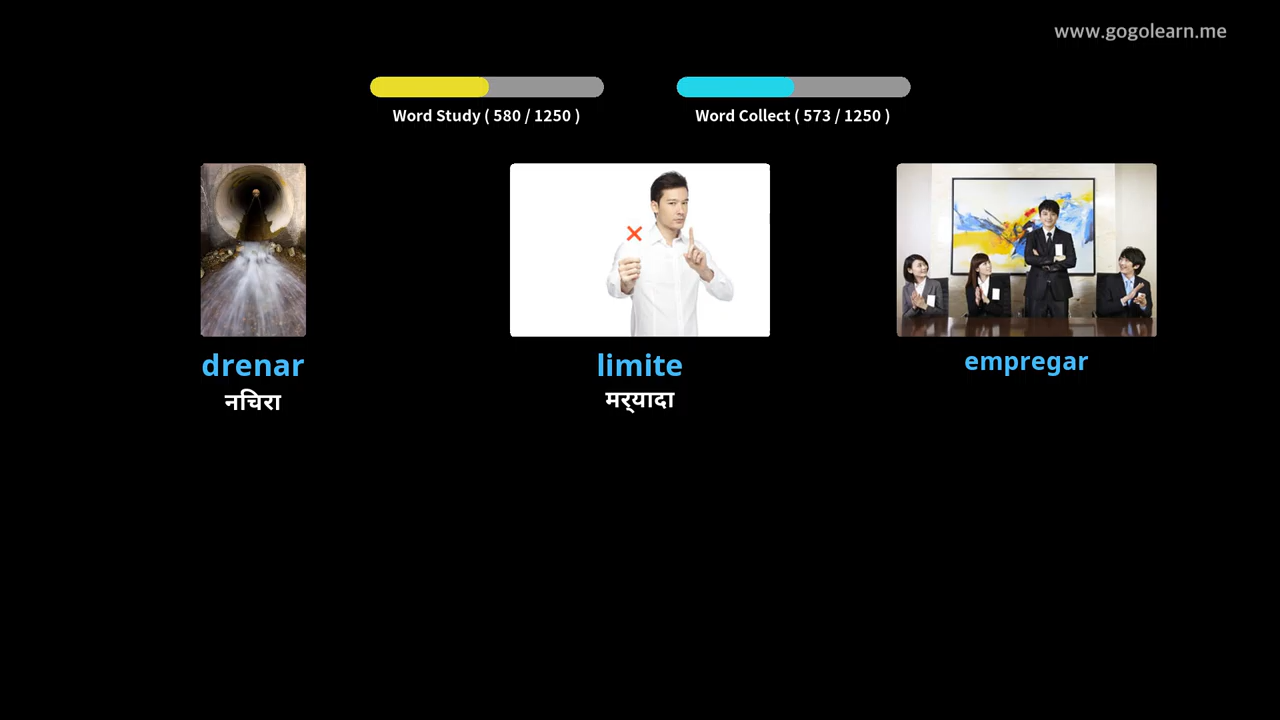 www.gogolearn.me
Word Study ( 580 / 1250 )
Word Collect ( 573 / 1250 )
drenar
limite
empregar
नचिरा
मर्यादा